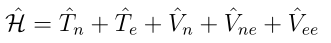 $\hat{\mathcal{H}} = \hat{T}_n + \hat{T}_e + \hat{V}_n + \hat{V}_{ne} + \hat{V}_{ee}$